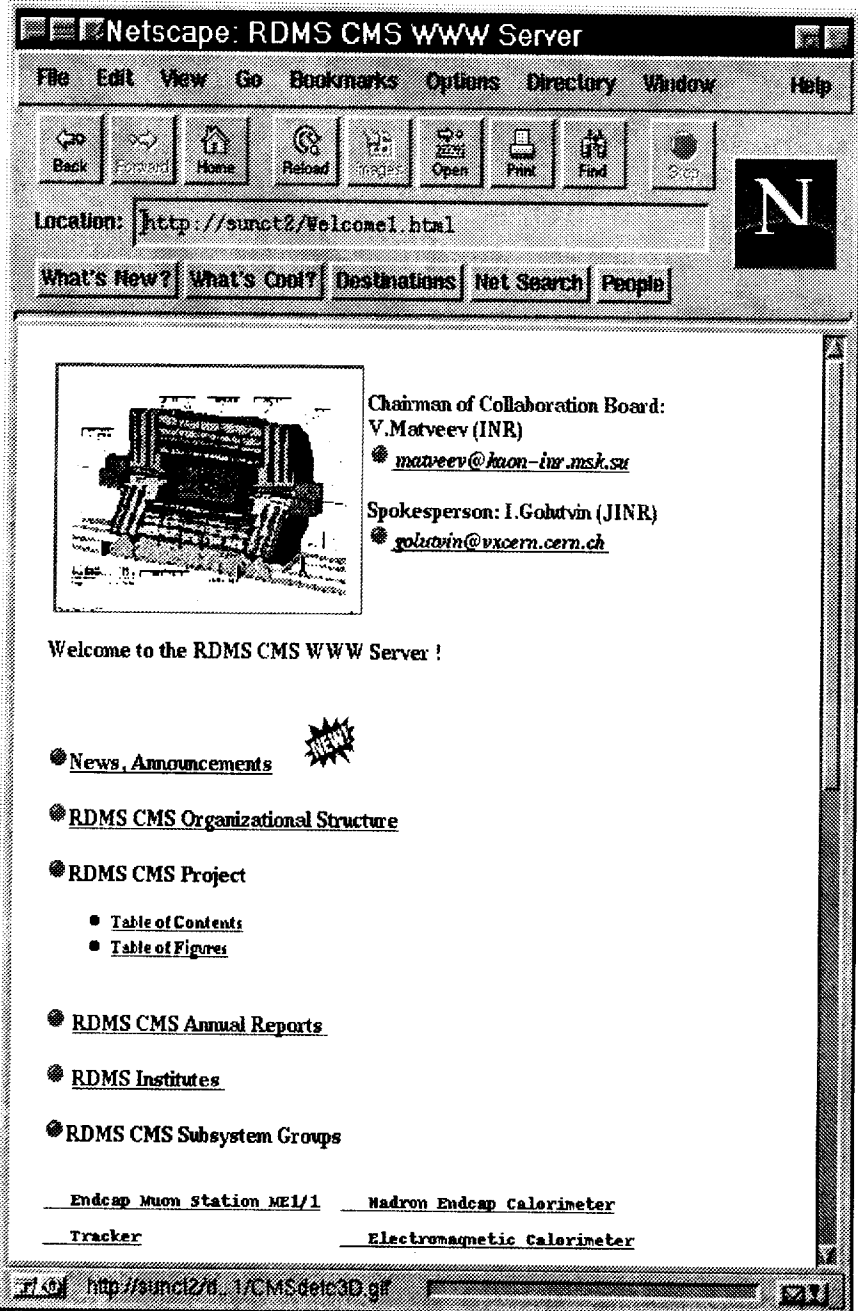 Netscape: RDMS CMS WWW Server
File Edit View Go Bookmarks Options Directory Window Help
Back Forward Home Reload Images Open Print Find Stop
N
Location: http://sunct2/Welcome1.html
What's New? What's Cool? Destinations Net Search People
Chairman of Collaboration Board:
V.Matveev (INR)
matveev@kaon-inr.msk.su
Spokesperson: I.Golutvin (JINR)
golutvin@vxcern.cern.ch
Welcome to the RDMS CMS WWW Server !
NEW!
News, Announcements
RDMS CMS Organizational Structure
RDMS CMS Project
Table of Contents
Table of Figures
RDMS CMS Annual Reports
RDMS Institutes
RDMS CMS Subsystem Groups
Endcap Muon Station ME1/1 Hadron Endcap Calorimeter
Tracker Electromagnetic Calorimeter
http://sunct2/d...1/CMSdetc3D.gif